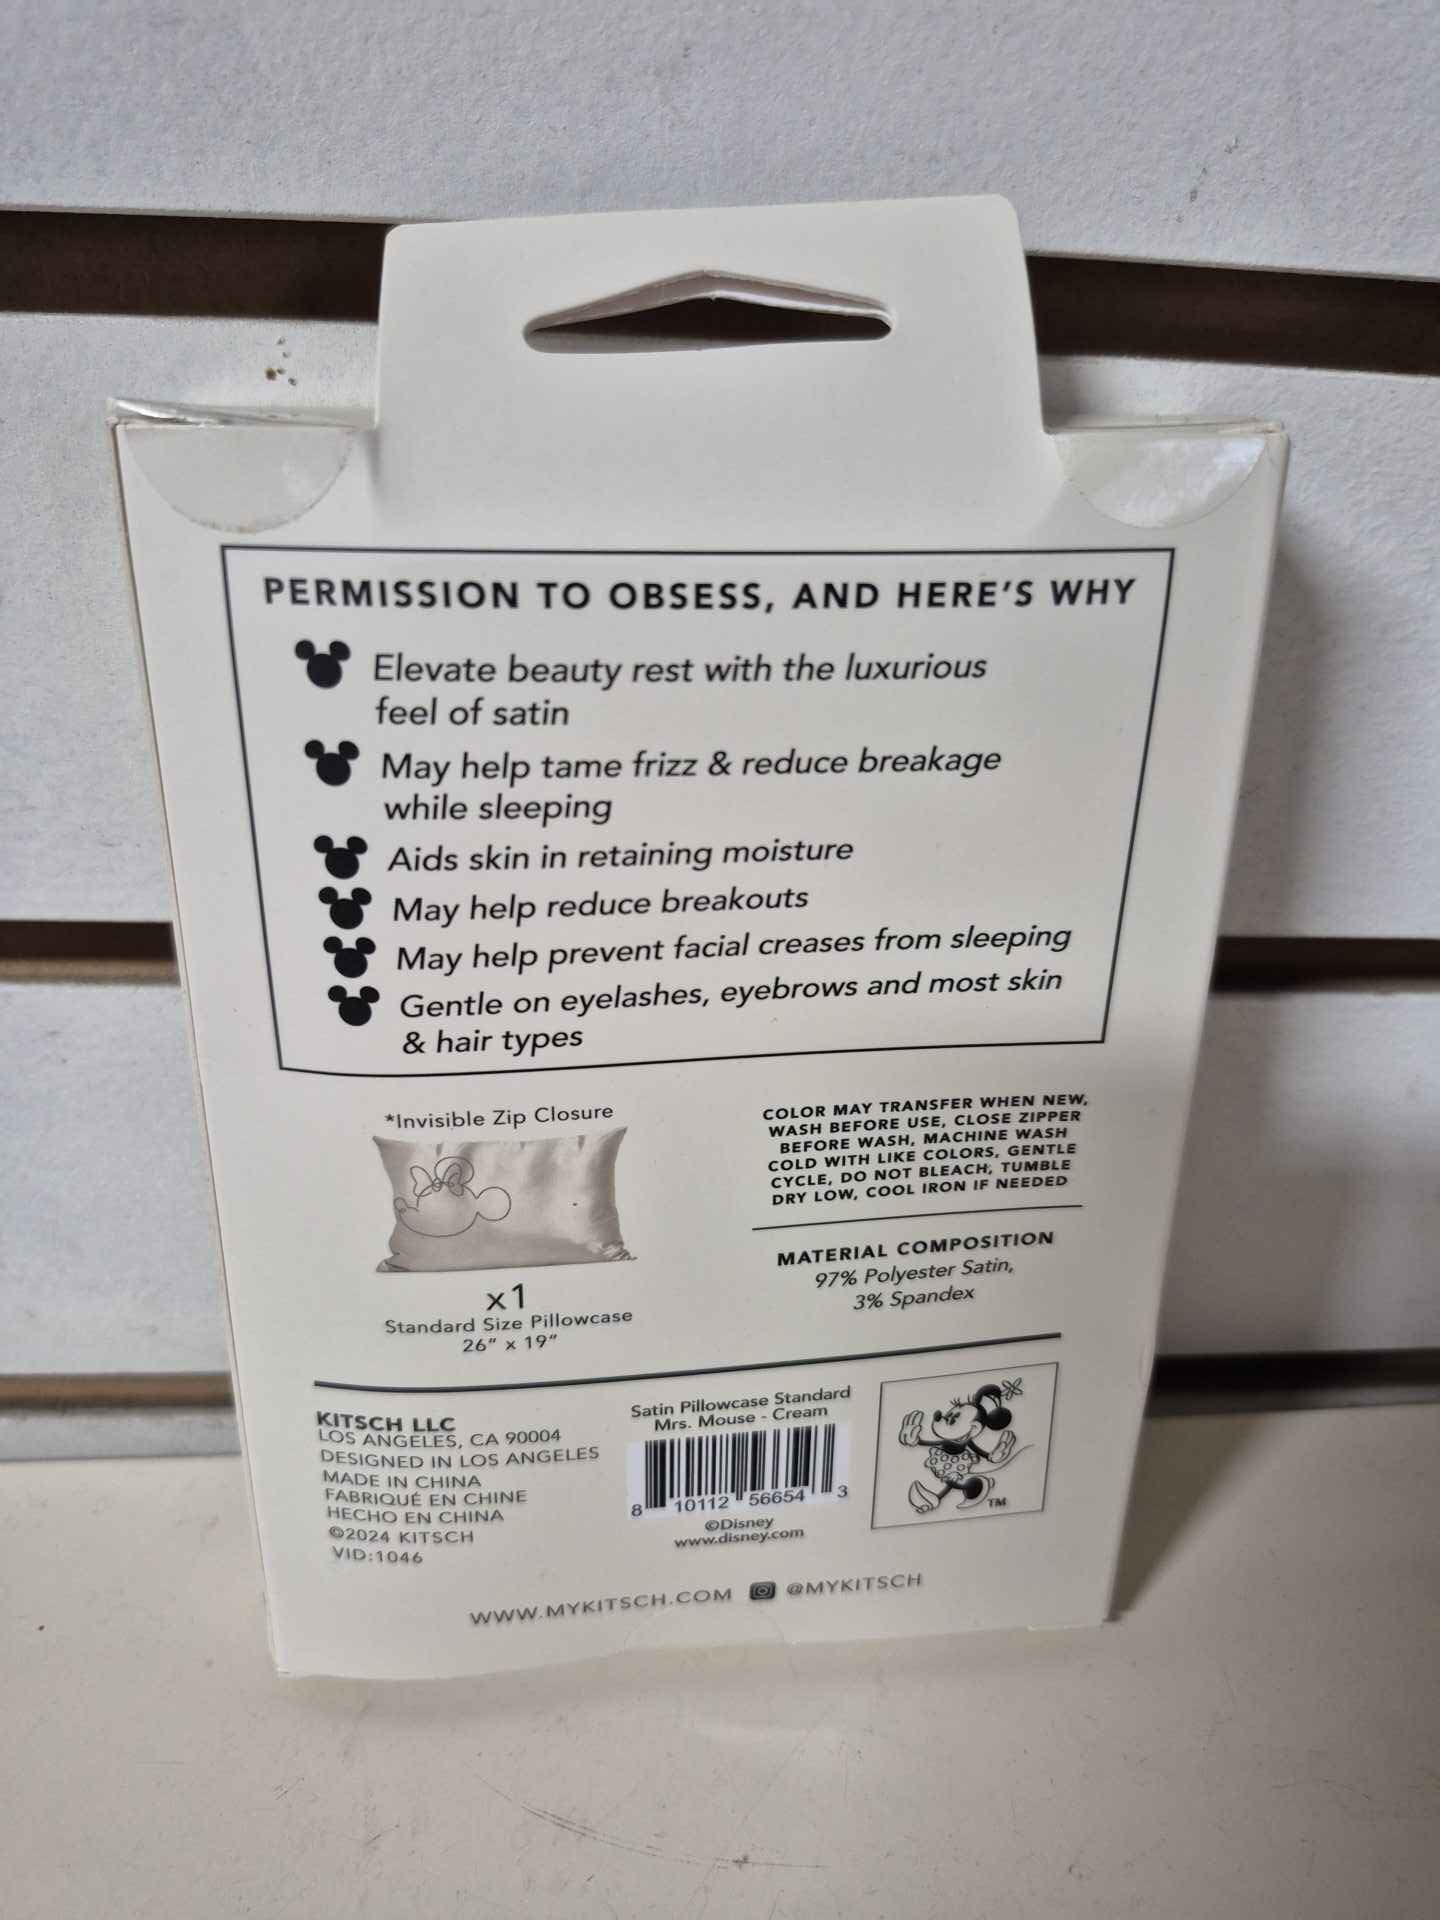 PERMISSION TO OBSESS, AND HERE'S WHY
Elevate beauty rest with the luxurious
feel of satin
May help tame frizz & reduce breakage
while sleeping
Aids skin in retaining moisture
May help reduce breakouts
May help prevent facial creases from sleeping
Gentle on eyelashes, eyebrows and most skin
& hair types
*Invisible Zip Closure
x1
Standard Size Pillowcase
26" x 19"
COLOR MAY TRANSFER WHEN NEW,
WASH BEFORE USE, CLOSE ZIPPER
BEFORE WASH, MACHINE WASH
COLD WITH LIKE COLORS, GENTLE
CYCLE, DO NOT BLEACH, TUMBLE
DRY LOW, COOL IRON IF NEEDED
MATERIAL COMPOSITION
97% Polyester Satin,
3% Spandex
KITSCH LLC
LOS ANGELES, CA 90004
DESIGNED IN LOS ANGELES
MADE IN CHINA
FABRIQUÉ EN CHINE
HECHO EN CHINA
©2024 KITSCH
VID:1046
Satin Pillowcase Standard
Mrs. Mouse - Cream
8 10112 56654 3
©Disney
www.disney.com
TM
WWW.MYKITSCH.COM @MYKITSCH